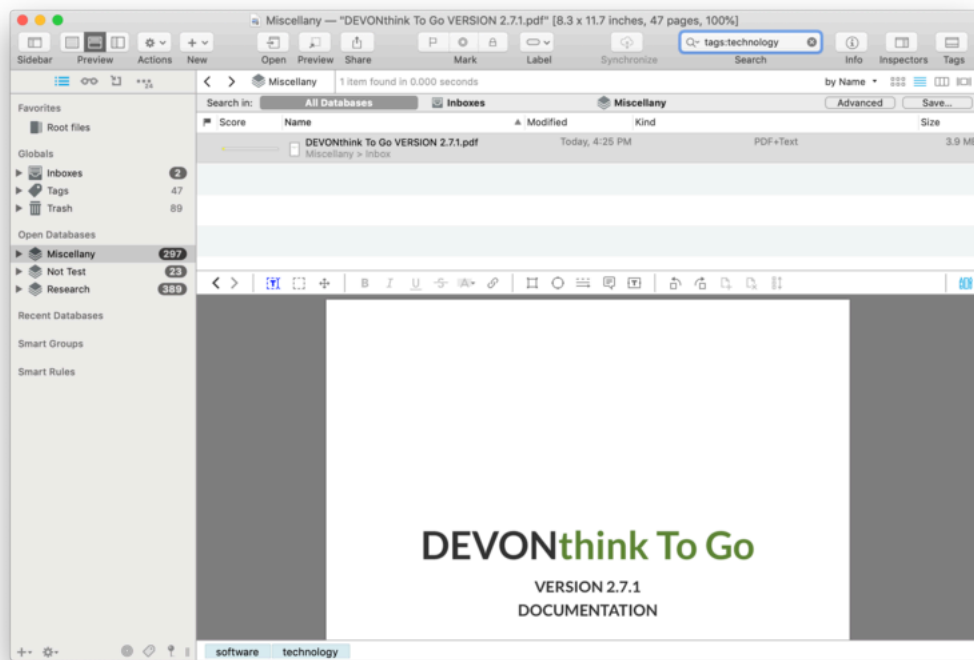 Miscellany — "DEVONthink To Go VERSION 2.7.1.pdf" [8.3 x 11.7 inches, 47 pages, 100%]
tags:technology
Sidebar Preview Actions New Open Preview Share Mark Label Synchronize Search Info Inspectors Tags
24
Miscellany 1 item found in 0.000 seconds by Name
Search in: All Databases Inboxes Miscellany Advanced Save...
Score Name Modified Kind Size
DEVONthink To Go VERSION 2.7.1.pdf Today, 4:25 PM PDF+Text 3.9 ME
Miscellany > Inbox
Favorites
Root files
Globals
Inboxes 2
Tags 47
Trash 89
Open Databases
Miscellany 297
Not Test 23
Research 389
Recent Databases
Smart Groups
Smart Rules
B I U S A
DEVONthink To Go
VERSION 2.7.1
DOCUMENTATION
software technology